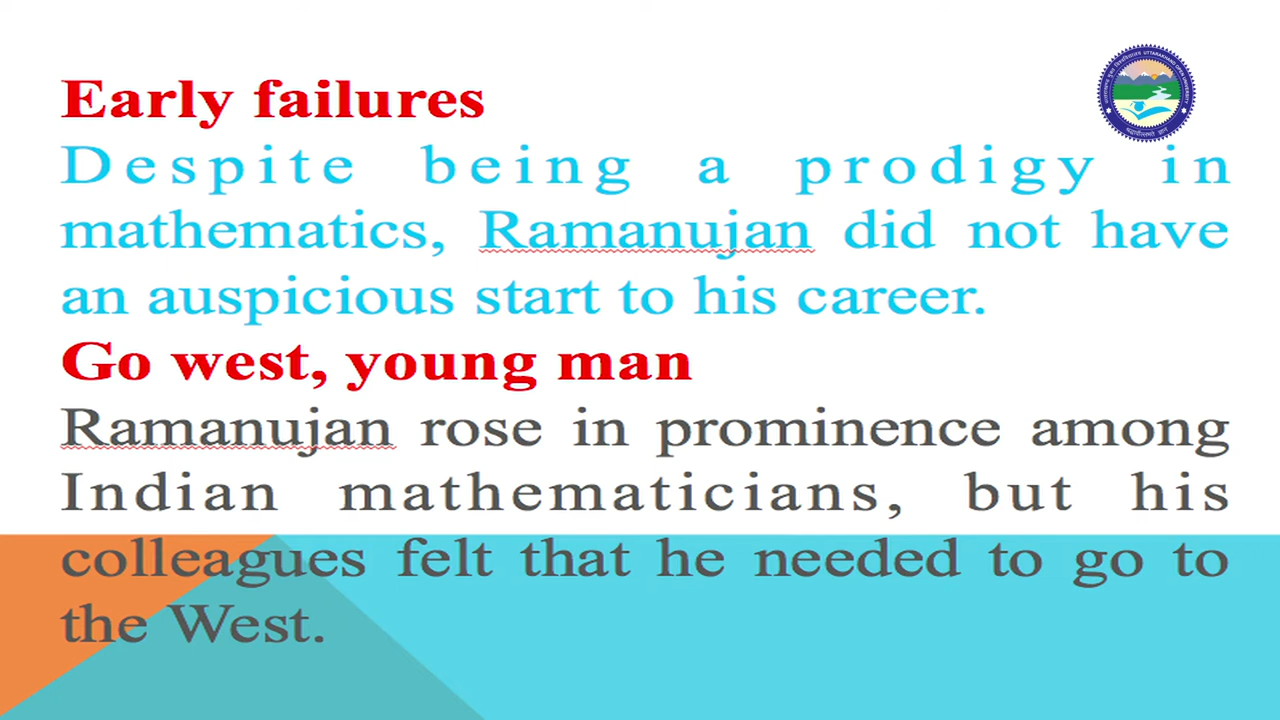 Early failures
Despite being a prodigy in
mathematics, Ramanujan did not have
an auspicious start to his career.
Go west, young man
Ramanujan rose in prominence among
Indian mathematicians, but his
colleagues felt that he needed to go to
the West.